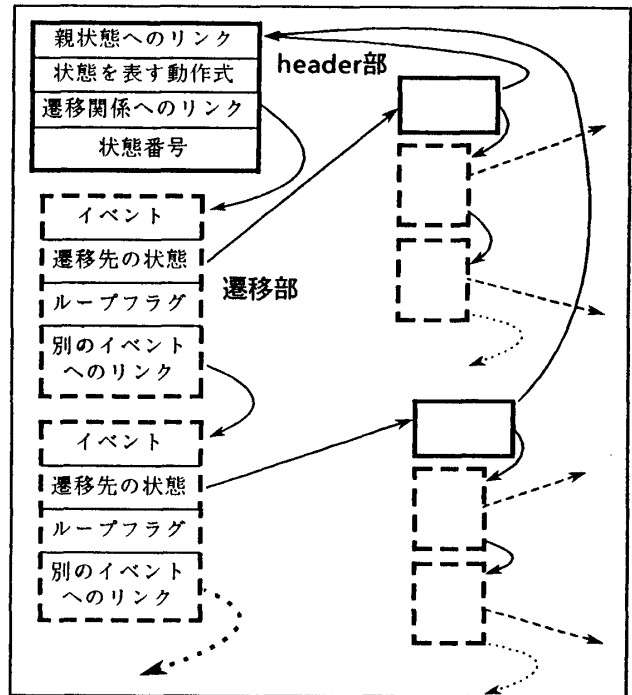 親状態へのリンク
状態を表す動作式
遷移関係へのリンク
状態番号
header部
イベント
遷移先の状態
ループフラグ
別のイベント
へのリンク
遷移部
イベント
遷移先の状態
ループフラグ
別のイベント
へのリンク